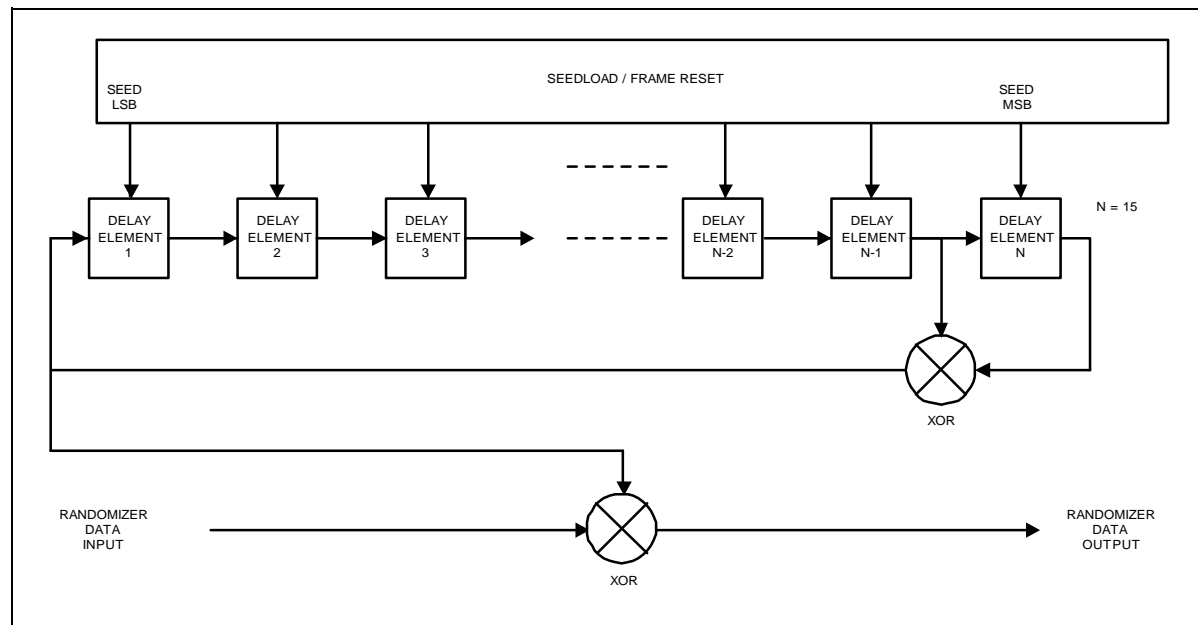 SEEDLOAD / FRAME RESET
SEED
LSB
SEED
MSB
DELAY
ELEMENT
1
DELAY
ELEMENT
2
DELAY
ELEMENT
3
DELAY
ELEMENT
N-2
DELAY
ELEMENT
N-1
DELAY
ELEMENT
N
N = 15
XOR
RANDOMIZER
DATA
INPUT
XOR
RANDOMIZER
DATA
OUTPUT